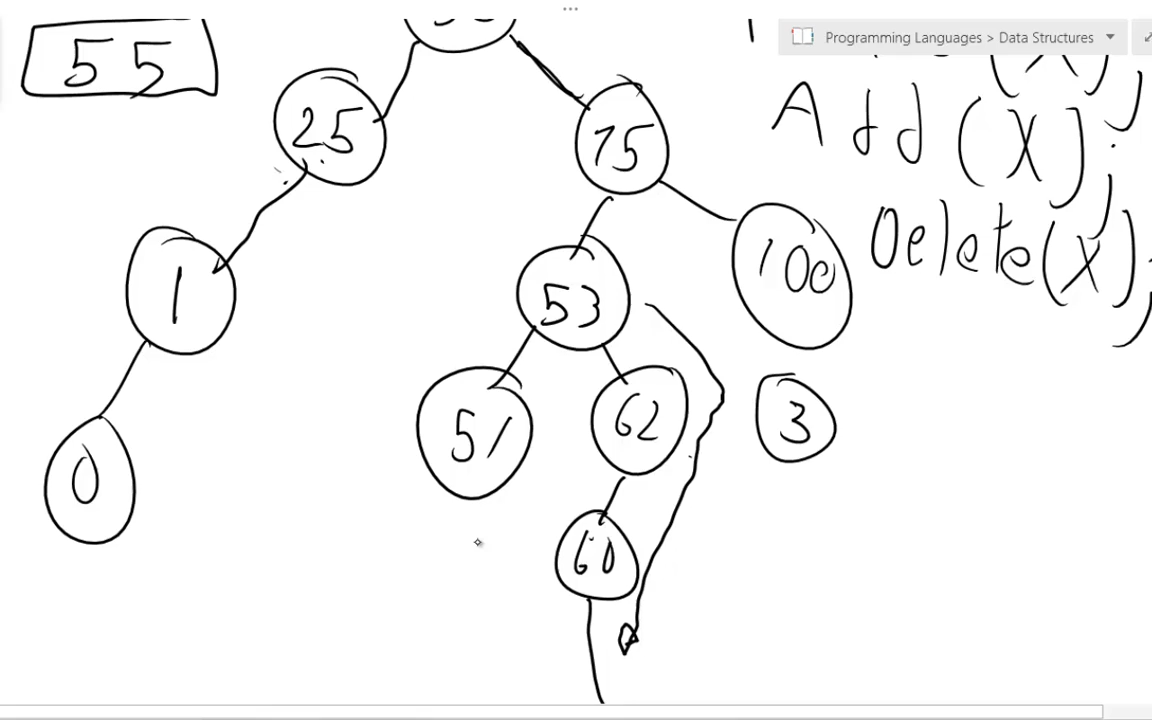 55
Programming Languages > Data Structures
(X);
25
75
Add (X);
1
53
100
Delete(X);
0
51
62
3
60